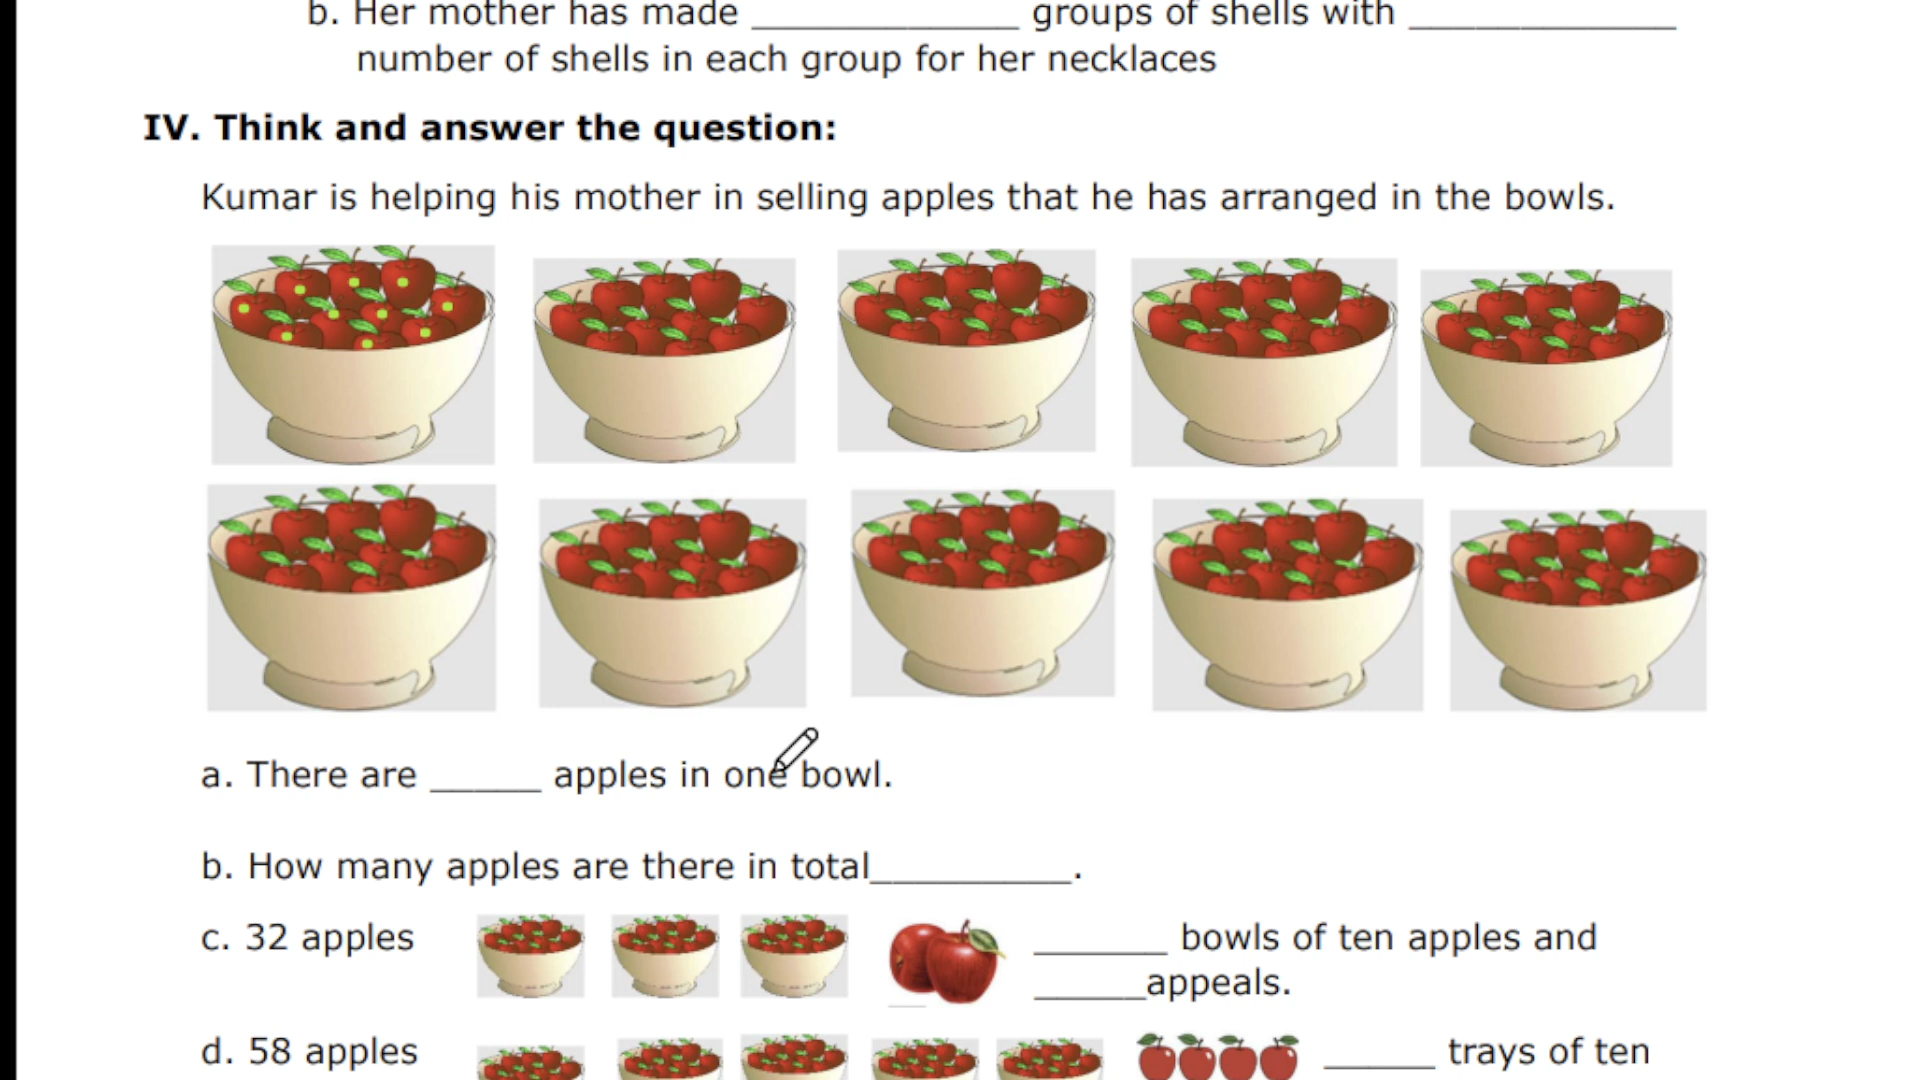 b. Her mother has made ____________ groups of shells with ____________
number of shells in each group for her necklaces
IV. Think and answer the question:
Kumar is helping his mother in selling apples that he has arranged in the bowls.
a. There are _____ apples in one bowl.
b. How many apples are there in total_________.
c. 32 apples ______ bowls of ten apples and
_____appeals.
d. 58 apples _____ trays of ten